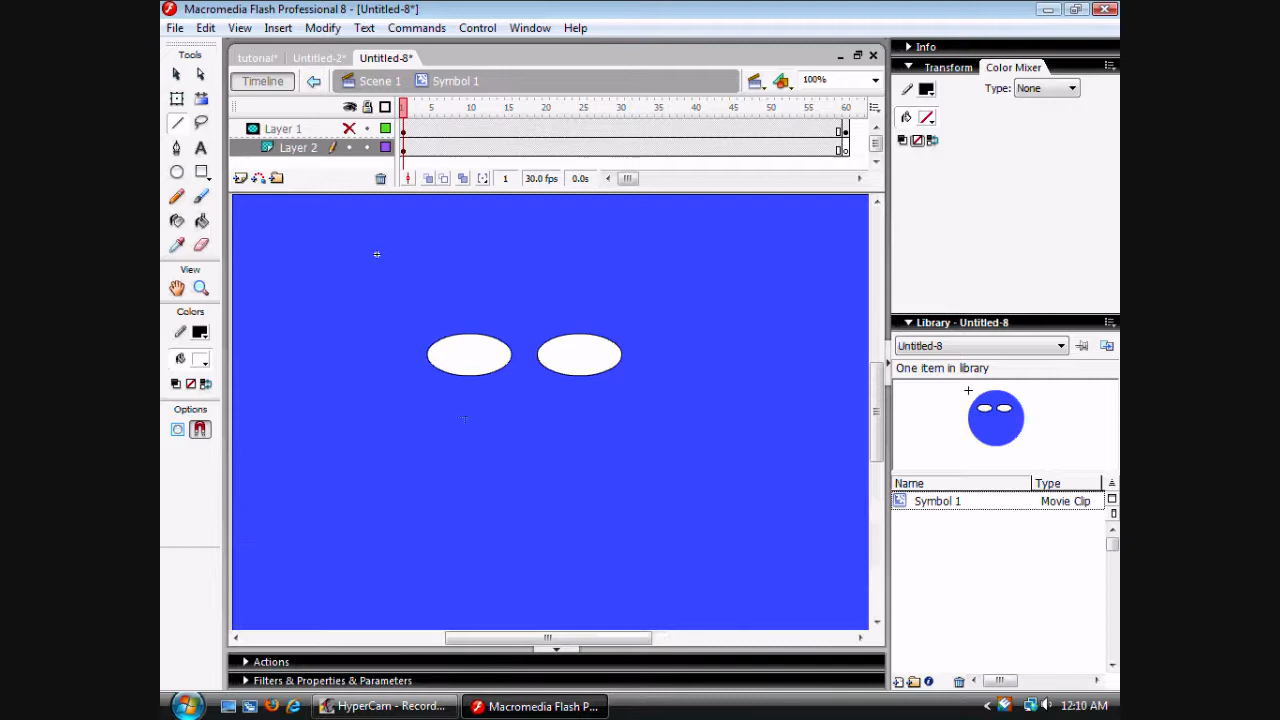 Macromedia Flash Professional 8 - [Untitled-8*]
File Edit View Insert Modify Text Commands Control Window Help
Tools
View
Colors
Options
tutorial* Untitled-2* Untitled-8*
Timeline Scene 1 Symbol 1 100%
5 10 15 20 25 30 35 40 45 50 55 60
Layer 1
Layer 2
1 30.0 fps 0.0s
Info
Transform Color Mixer
Type: None
Library - Untitled-8
Untitled-8
One item in library
Name Type
Symbol 1 Movie Clip
Actions
Filters & Properties & Parameters
HyperCam - Record... Macromedia Flash P... 12:10 AM